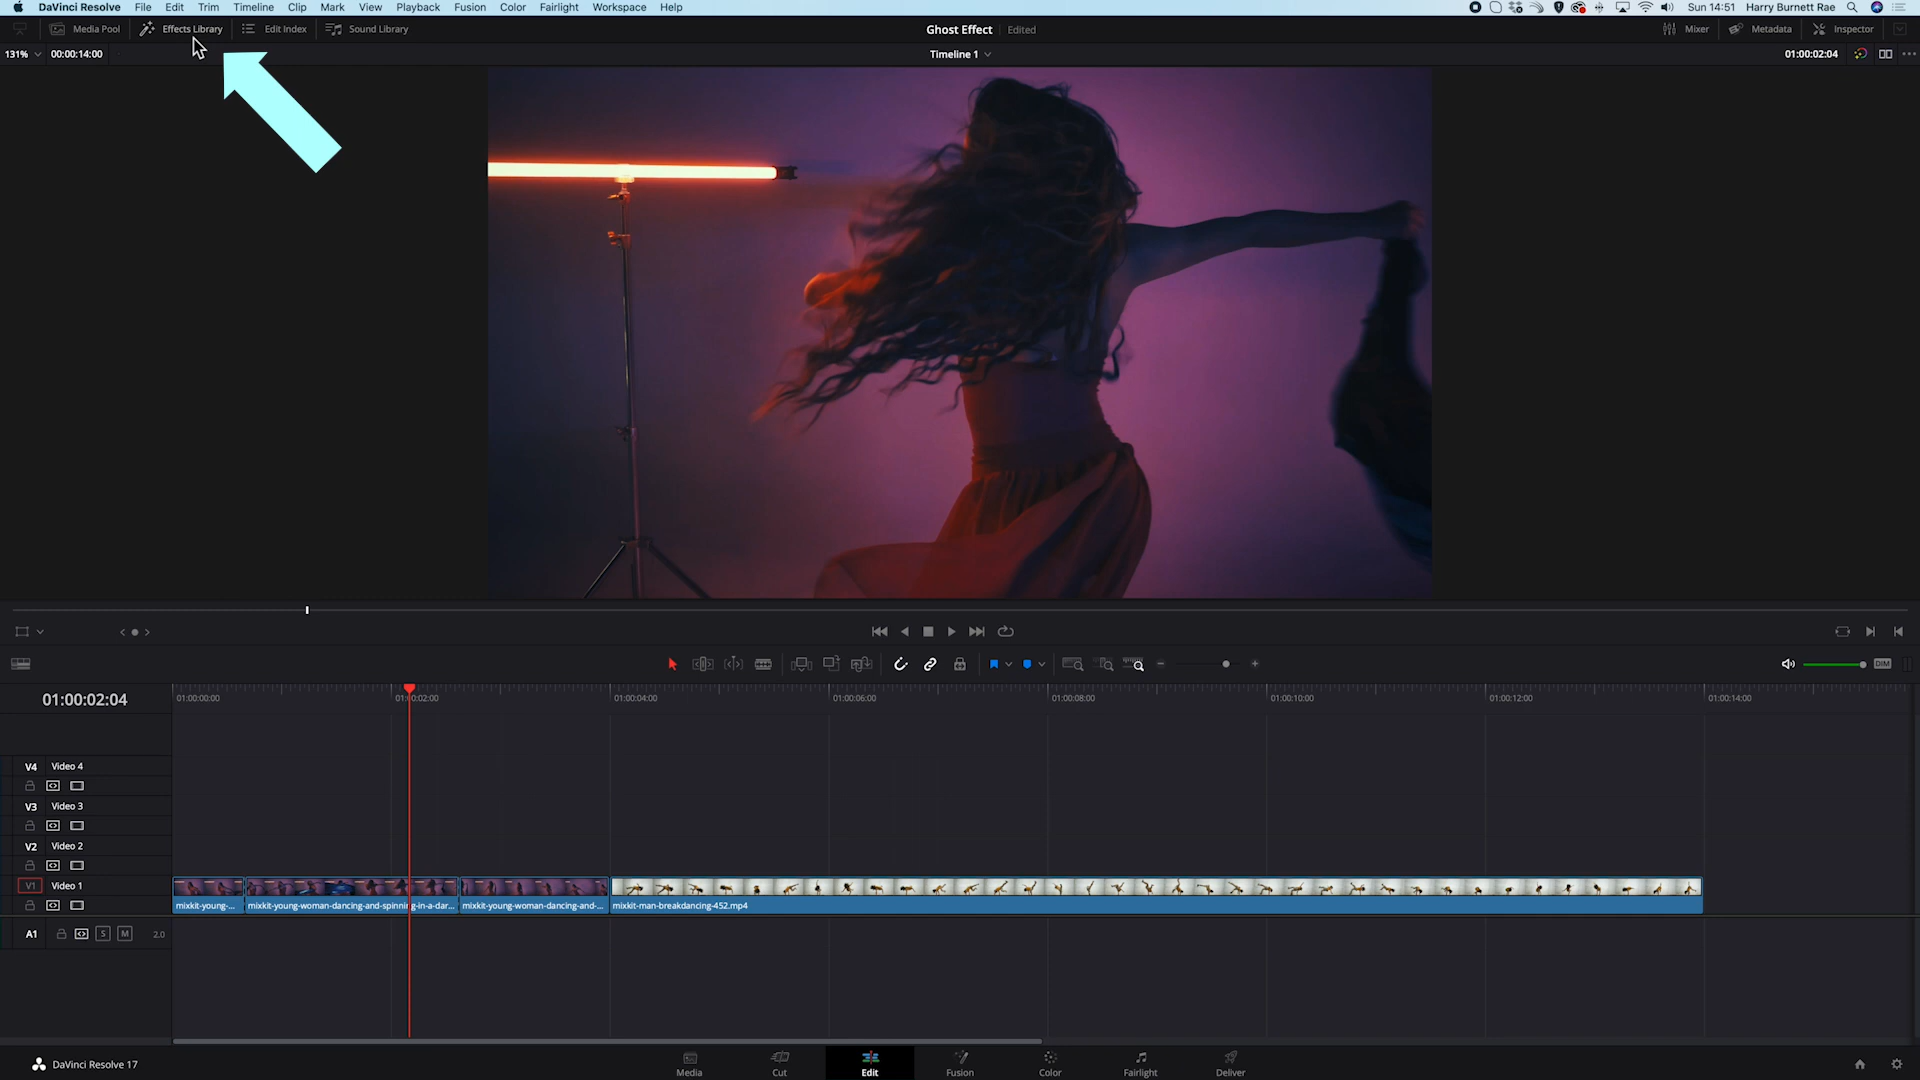 DaVinci Resolve File Edit Trim Timeline Clip Mark View Playback Fusion Color Fairlight Workspace Help Sun 14:51 Harry Burnett Rae
Media Pool Effects Library Edit Index Sound Library Ghost Effect Edited Mixer Metadata Inspector
131% 00:00:14:00 Timeline 1 01:00:02:04
DIM
01:00:02:04 01:00:00:00 01:00:02:00 01:00:04:00 01:00:06:00 01:00:08:00 01:00:10:00 01:00:12:00 01:00:14:00
V4 Video 4
V3 Video 3
V2 Video 2
V1 Video 1
mixkit-young-... mixkit-young-woman-dancing-and-spinning-in-a-dar... mixkit-young-woman-dancing-and-... mixkit-man-breakdancing-452.mp4
A1 S M 2.0
DaVinci Resolve 17 Media Cut Edit Fusion Color Fairlight Deliver